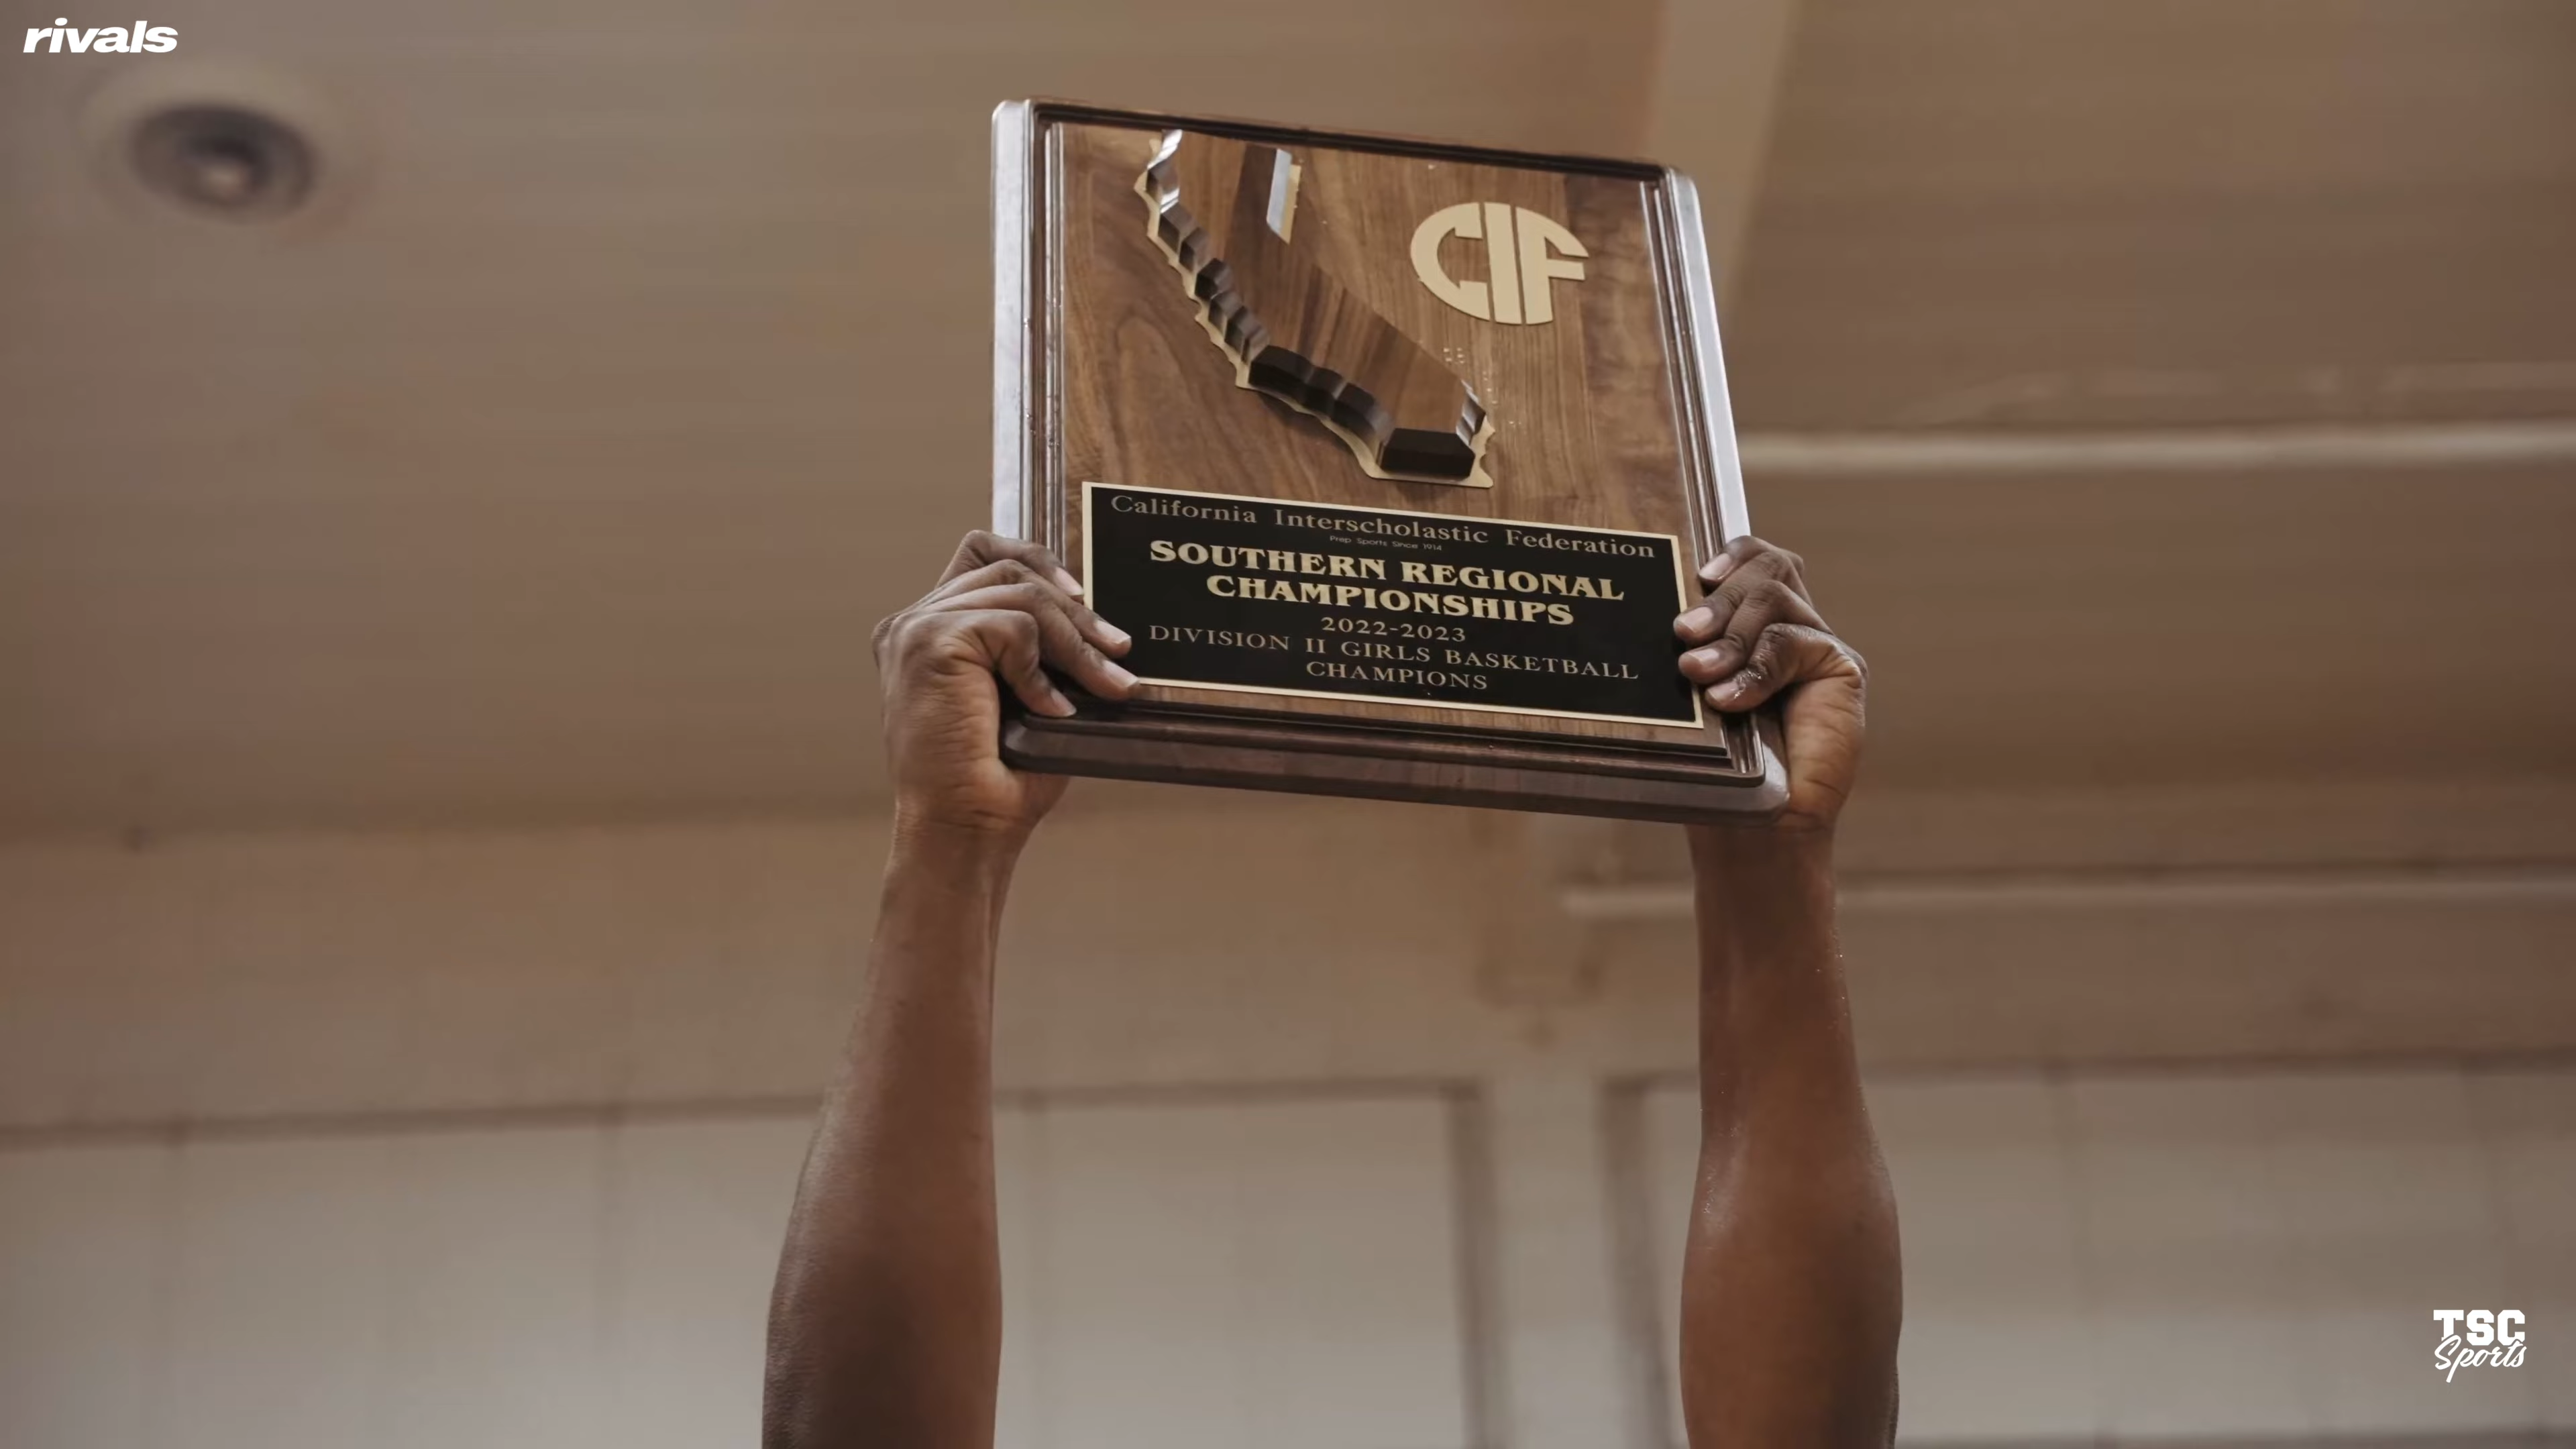 rivals
CIF
California Interscholastic Federation
Prep Sports Since 1914
SOUTHERN REGIONAL
CHAMPIONSHIPS
2022-2023
DIVISION II GIRLS BASKETBALL
CHAMPIONS
TSC
Sports